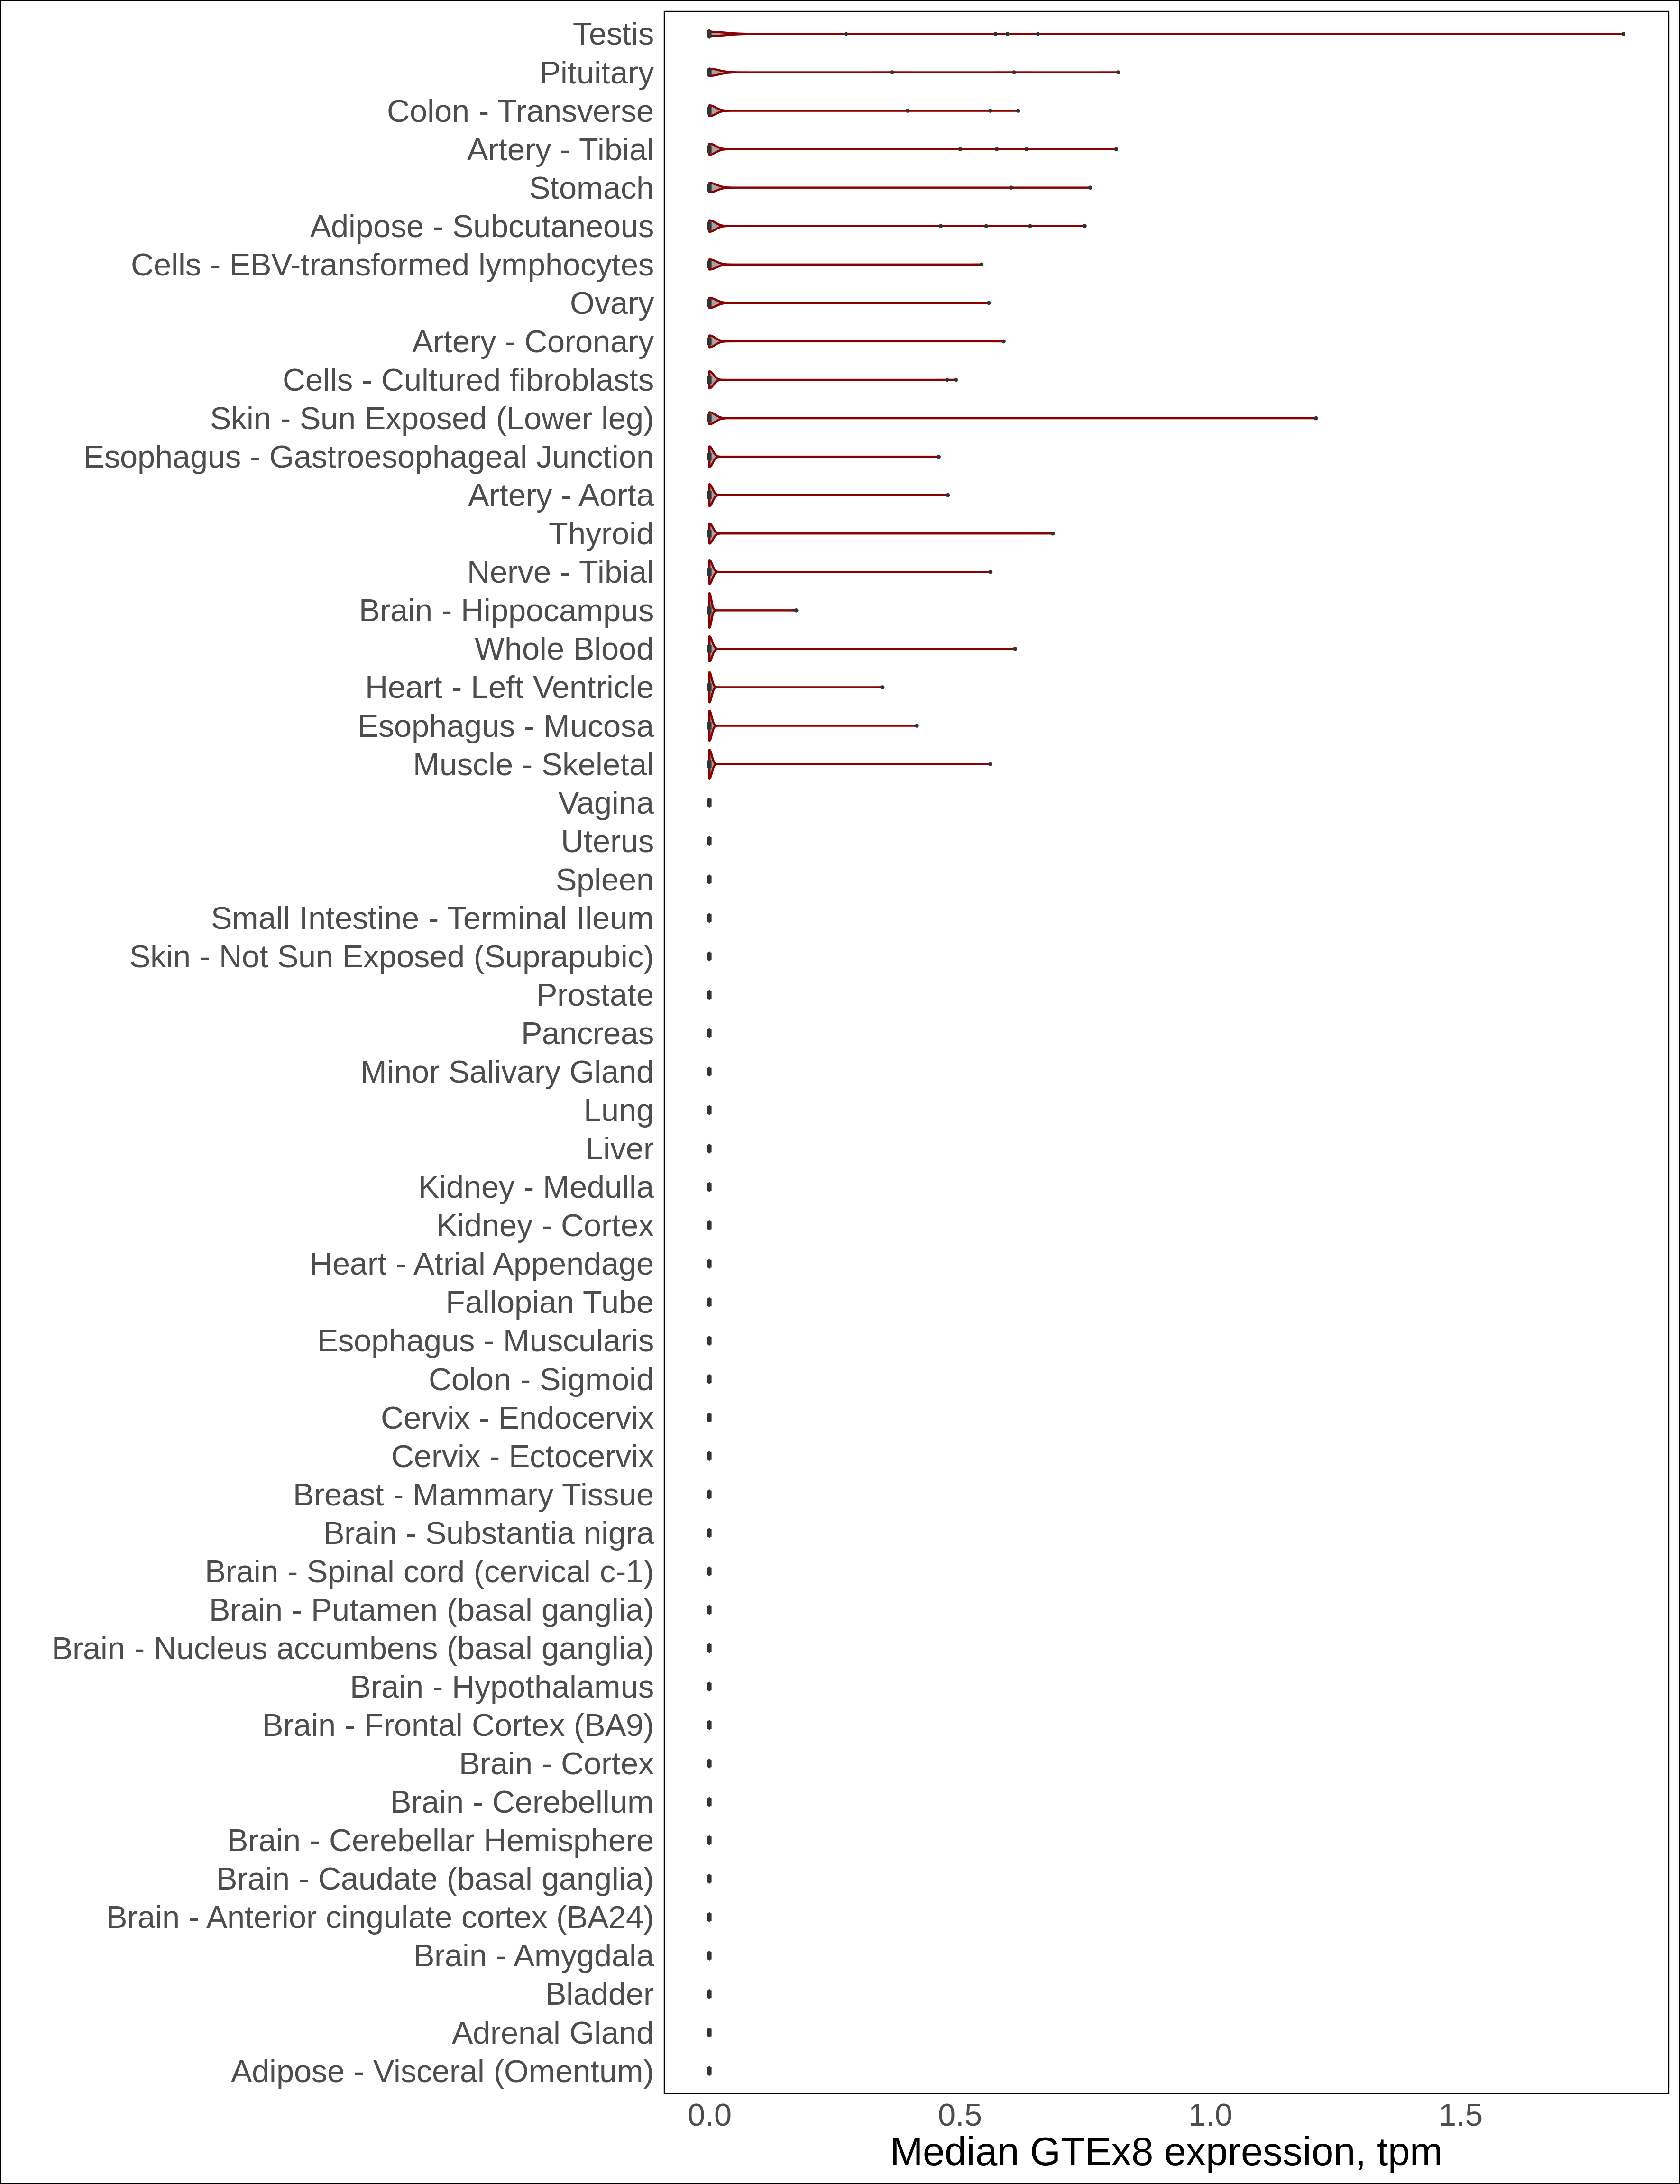 Testis
Pituitary
Colon - Transverse
Artery - Tibial
Stomach
Adipose - Subcutaneous
Cells - EBV-transformed lymphocytes
Ovary
Artery - Coronary
Cells - Cultured fibroblasts
Skin - Sun Exposed (Lower leg)
Esophagus - Gastroesophageal Junction
Artery - Aorta
Thyroid
Nerve - Tibial
Brain - Hippocampus
Whole Blood
Heart - Left Ventricle
Esophagus - Mucosa
Muscle - Skeletal
Vagina
Uterus
Spleen
Small Intestine - Terminal Ileum
Skin - Not Sun Exposed (Suprapubic)
Prostate
Pancreas
Minor Salivary Gland
Lung
Liver
Kidney - Medulla
Kidney - Cortex
Heart - Atrial Appendage
Fallopian Tube
Esophagus - Muscularis
Colon - Sigmoid
Cervix - Endocervix
Cervix - Ectocervix
Breast - Mammary Tissue
Brain - Substantia nigra
Brain - Spinal cord (cervical c-1)
Brain - Putamen (basal ganglia)
Brain - Nucleus accumbens (basal ganglia)
Brain - Hypothalamus
Brain - Frontal Cortex (BA9)
Brain - Cortex
Brain - Cerebellum
Brain - Cerebellar Hemisphere
Brain - Caudate (basal ganglia)
Brain - Anterior cingulate cortex (BA24)
Brain - Amygdala
Bladder
Adrenal Gland
Adipose - Visceral (Omentum)
0.0 0.5 1.0 1.5
Median GTEx8 expression, tpm